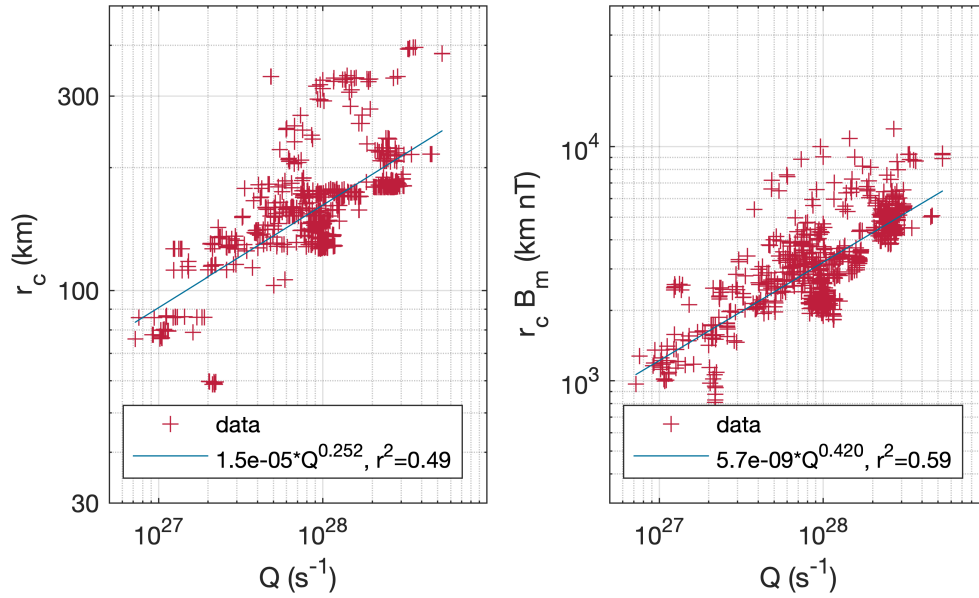 300
100
30
r_c (km)
10^27
10^28
Q (s^-1)
data
1.5e-05*Q^0.252, r^2=0.49
10^4
10^3
r_c B_m (km nT)
10^27
10^28
Q (s^-1)
data
5.7e-09*Q^0.420, r^2=0.59